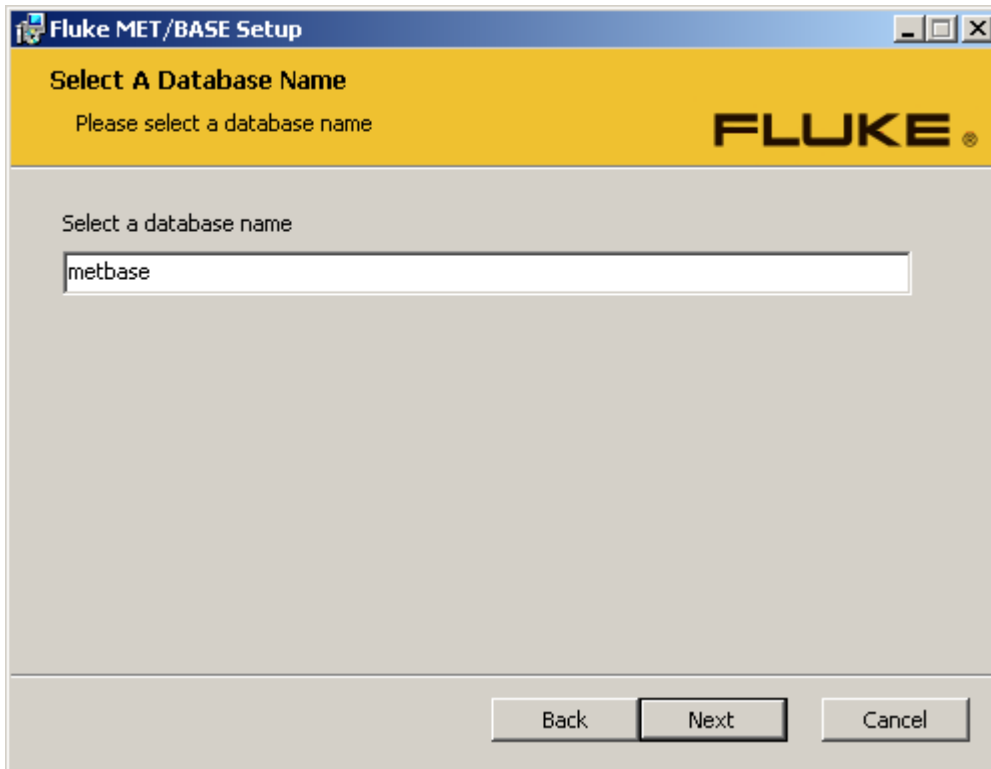 Fluke MET/BASE Setup
Select A Database Name
Please select a database name
FLUKE ®
Select a database name
metbase
Back Next Cancel